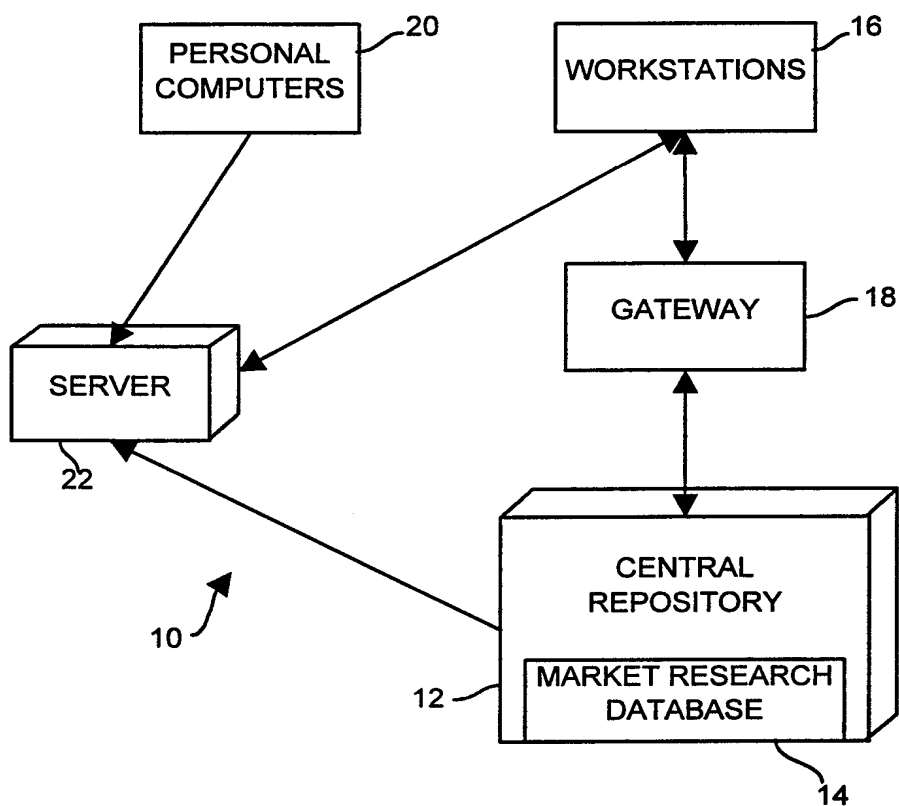 20
PERSONAL
COMPUTERS
16
WORKSTATIONS
GATEWAY
18
SERVER
22
CENTRAL
REPOSITORY
10
12
MARKET RESEARCH
DATABASE
14